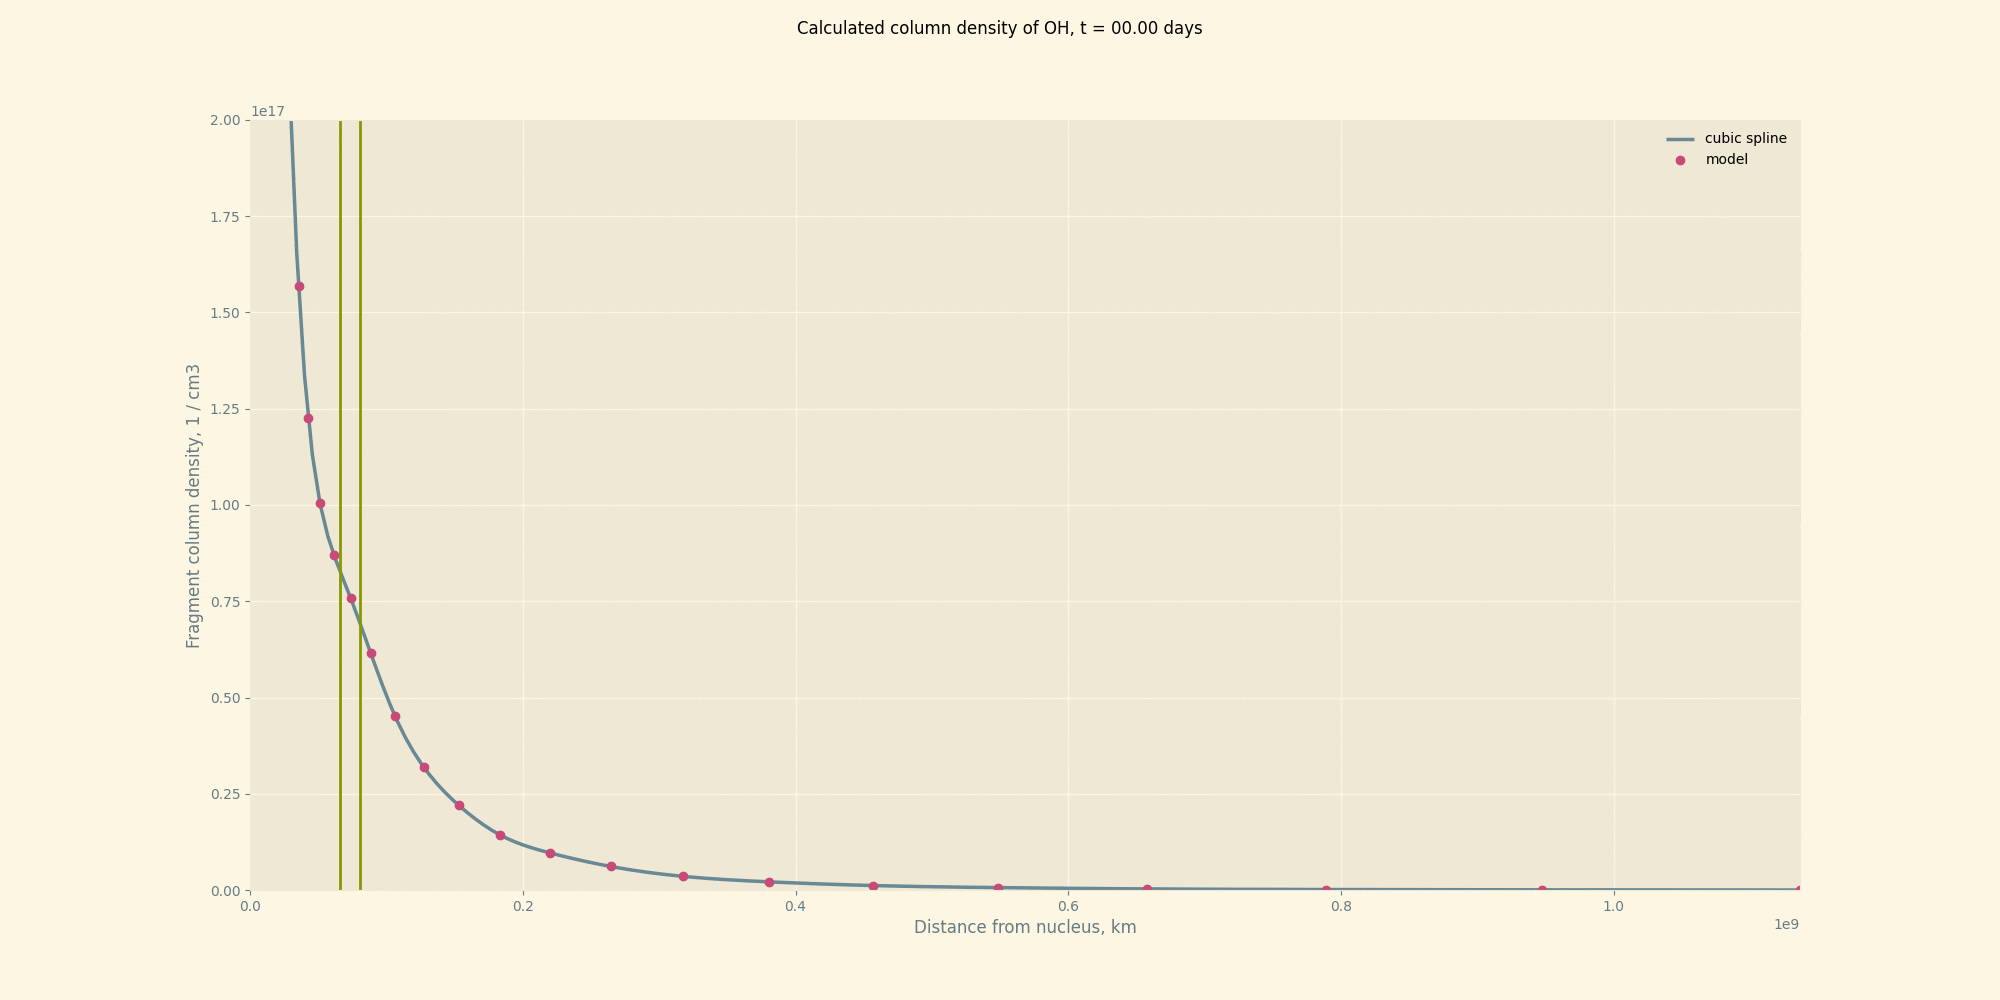 Calculated column density of OH, t = 00.00 days
1e17
2.00
1.75
1.50
1.25
1.00
0.75
0.50
0.25
0.00
Fragment column density, 1 / cm3
cubic spline
model
0.0 0.2 0.4 0.6 0.8 1.0
1e9
Distance from nucleus, km